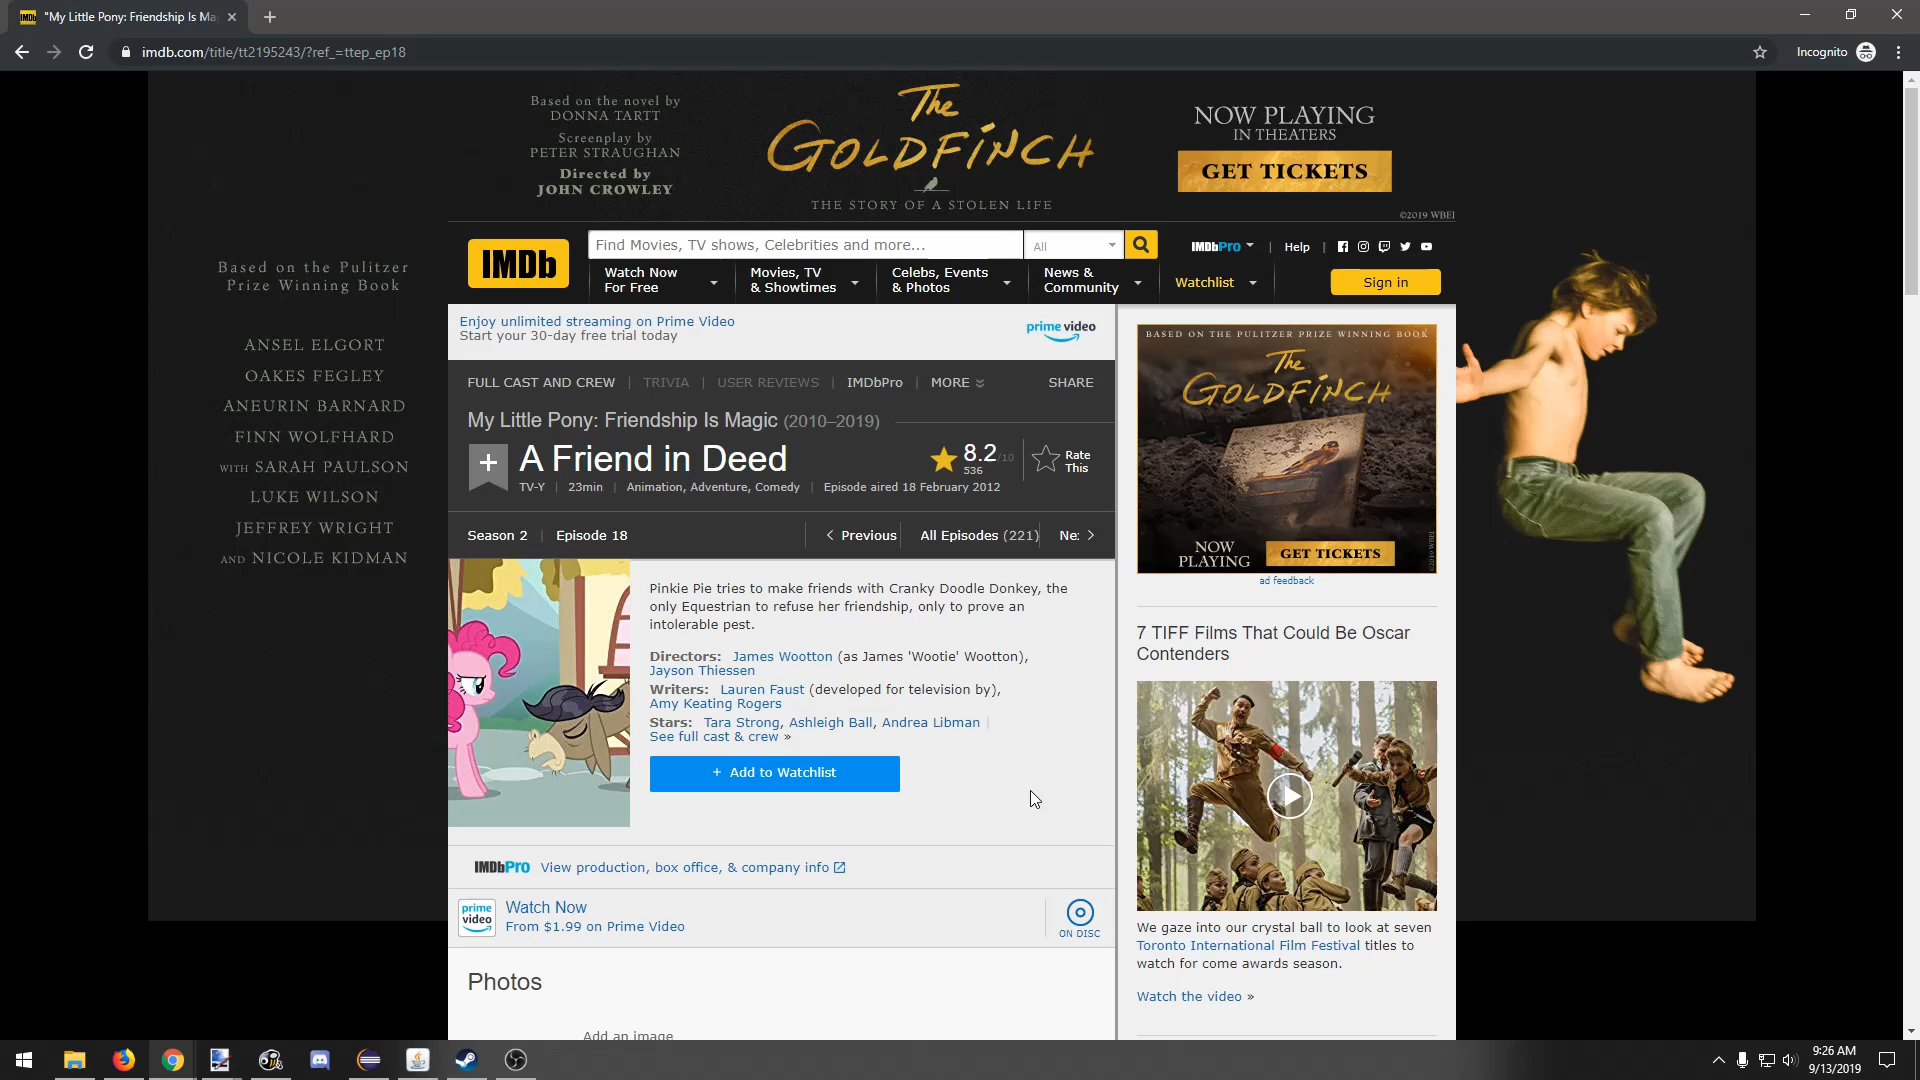 "My Little Pony: Friendship Is Ma
imdb.com/title/tt2195243/?ref_=ttep_ep18
Incognito
Based on the novel by
DONNA TARTT
Screenplay by
PETER STRAUGHAN
Directed by
JOHN CROWLEY
The
GOLDFINCH
THE STORY OF A STOLEN LIFE
NOW PLAYING
IN THEATERS
GET TICKETS
©2019 WBEI
Based on the Pulitzer
Prize Winning Book
ANSEL ELGORT
OAKES FEGLEY
ANEURIN BARNARD
FINN WOLFHARD
WITH SARAH PAULSON
LUKE WILSON
JEFFREY WRIGHT
AND NICOLE KIDMAN
IMDb
Find Movies, TV shows, Celebrities and more...
All
IMDbPro
Help
Watch Now
For Free
Movies, TV
& Showtimes
Celebs, Events
& Photos
News &
Community
Watchlist
Sign in
Enjoy unlimited streaming on Prime Video
Start your 30-day free trial today
prime video
FULL CAST AND CREW | TRIVIA | USER REVIEWS | IMDbPro | MORE
SHARE
My Little Pony: Friendship Is Magic (2010–2019)
+ A Friend in Deed
8.2/10
536
Rate
This
TV-Y | 23min | Animation, Adventure, Comedy | Episode aired 18 February 2012
Season 2 | Episode 18
Previous
All Episodes (221)
Ne
Pinkie Pie tries to make friends with Cranky Doodle Donkey, the
only Equestrian to refuse her friendship, only to prove an
intolerable pest.
Directors: James Wootton (as James 'Wootie' Wootton),
Jayson Thiessen
Writers: Lauren Faust (developed for television by),
Amy Keating Rogers
Stars: Tara Strong, Ashleigh Ball, Andrea Libman |
See full cast & crew »
+ Add to Watchlist
IMDbPro View production, box office, & company info
prime
video
Watch Now
From $1.99 on Prime Video
ON DISC
Photos
Add an image
BASED ON THE PULITZER PRIZE WINNING BOOK
The
GOLDFINCH
NOW
PLAYING
GET TICKETS
ad feedback
7 TIFF Films That Could Be Oscar
Contenders
We gaze into our crystal ball to look at seven
Toronto International Film Festival titles to
watch for come awards season.
Watch the video »
9:26 AM
9/13/2019